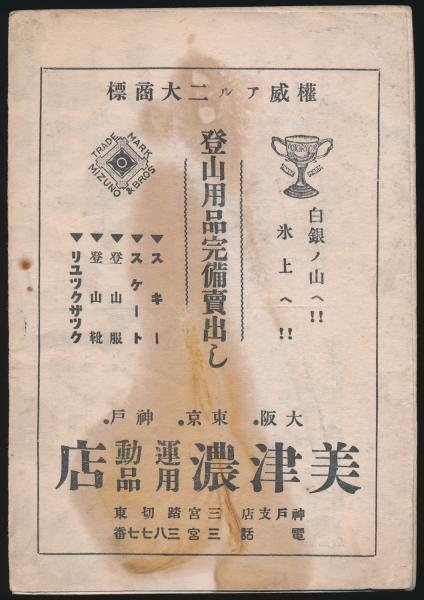 權威アル二大商標
TRADE MARK
MIZUNO & BROS
白銀ノ山へ!!
氷上へ!!
登山用品完備賣出し
▼スキー
▼スケート
▼登山服
▼登山靴
▼リユツクザツク
大阪・東京・神戸・
美津濃運動用品店
神戸支店 三宮踏切東
電話 三宮三八七七番